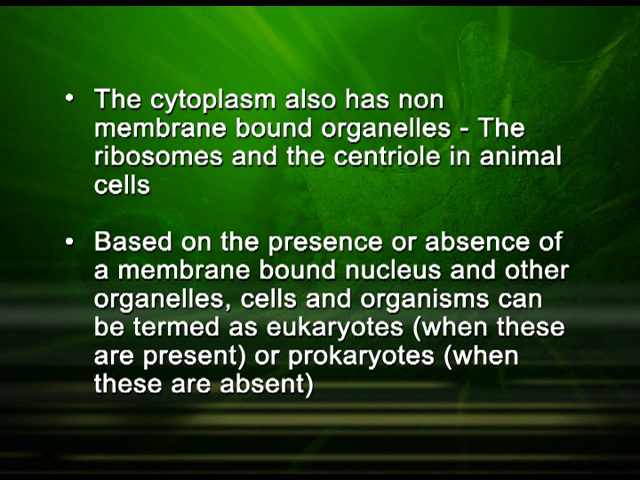 • The cytoplasm also has non
membrane bound organelles - The
ribosomes and the centriole in animal
cells
• Based on the presence or absence of
a membrane bound nucleus and other
organelles, cells and organisms can
be termed as eukaryotes (when these
are present) or prokaryotes (when
these are absent)